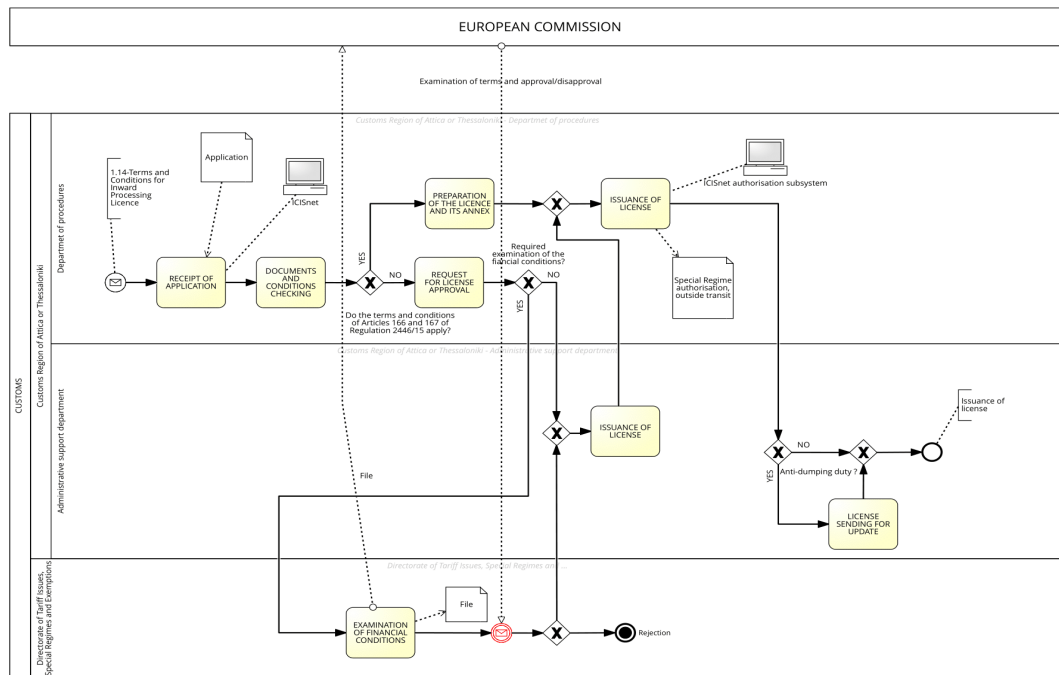 EUROPEAN COMMISSION
Examination of terms and approval/disapproval
CUSTOMS
Customs Region of Attica or Thessaloniki
Departmet of procedures
Customs Region of Attica or Thessaloniki - Departmet of procedures
1.14-Terms and
Conditions for
Inward
Processing
Licence
Application
ICISnet
RECEIPT OF
APPLICATION
DOCUMENTS
AND
CONDITIONS
CHECKING
YES
NO
Do the terms and conditions
of Articles 166 and 167 of
Regulation 2446/15 apply?
PREPARATION
OF THE LICENCE
AND ITS ANNEX
REQUEST
FOR LICENSE
APPROVAL
Required
examination of the
fiancial conditions?
NO
YES
ISSUANCE OF
LICENSE
ICISnet authorisation subsystem
Special Regime
authorisation,
outside transit
Administrative support department
Customs Region of Attica or Thessaloniki - Administrative support department
File
ISSUANCE OF
LICENSE
NO
YES
Anti-dumping duty ?
LICENSE
SENDING FOR
UPDATE
Issuance of
license
Directorate of Tariff Issues,
Special Regimes and Exemptions
Directorate of Tariff Issues, Special Regimes and ...
EXAMINATION
OF FINANCIAL
CONDITIONS
File
Rejection